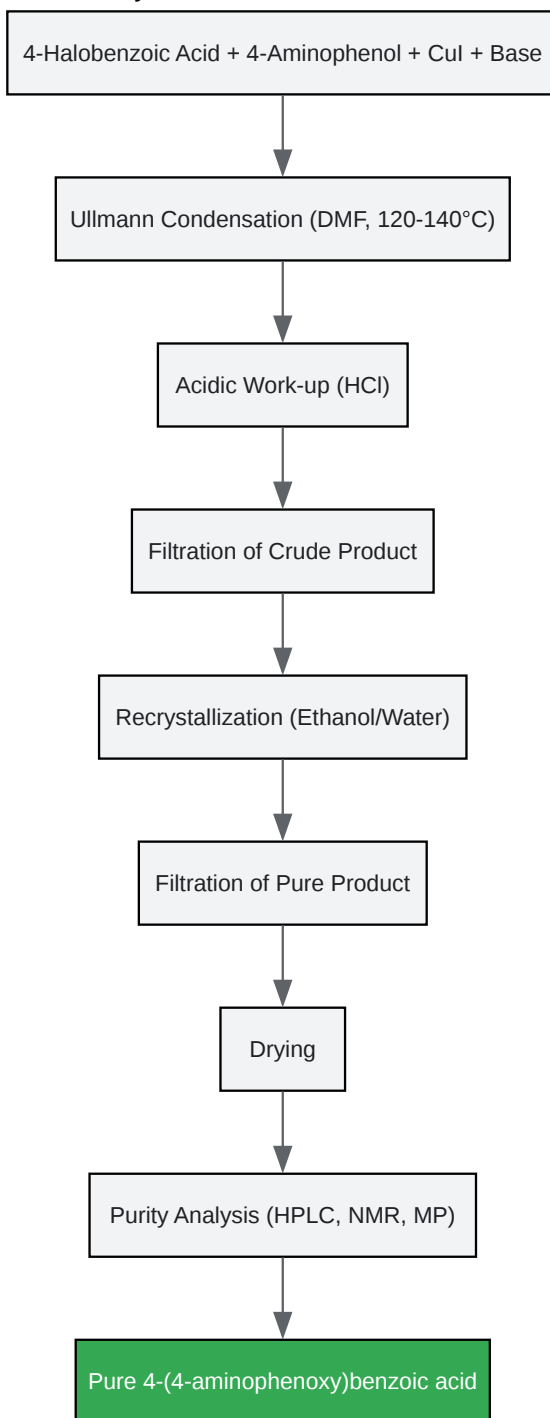 4-Halobenzoic Acid + 4-Aminophenol + CuI + Base
Ullmann Condensation (DMF, 120-140°C)
Acidic Work-up (HCl)
Filtration of Crude Product
Recrystallization (Ethanol/Water)
Filtration of Pure Product
Drying
Purity Analysis (HPLC, NMR, MP)
Pure 4-(4-aminophenoxy)benzoic acid